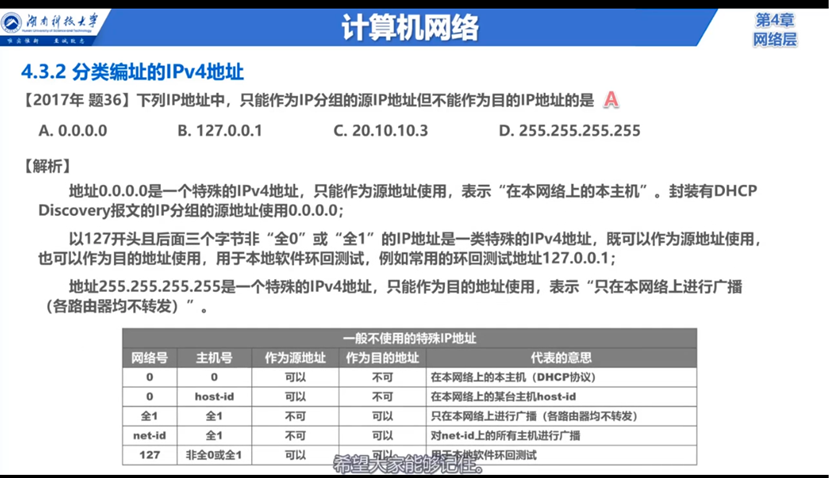 湖南科技大学
Hunan University of Science and Technology
唯实惟新 至诚致志
计算机网络
第4章
网络层
4.3.2 分类编址的IPv4地址
【2017年 题36】下列IP地址中，只能作为IP分组的源IP地址但不能作为目的IP地址的是 A
A. 0.0.0.0 B. 127.0.0.1 C. 20.10.10.3 D. 255.255.255.255
【解析】
地址0.0.0.0是一个特殊的IPv4地址，只能作为源地址使用，表示“在本网络上的本主机”。封装有DHCP
Discovery报文的IP分组的源地址使用0.0.0.0；
以127开头且后面三个字节非“全0”或“全1”的IP地址是一类特殊的IPv4地址，既可以作为源地址使用，
也可以作为目的地址使用，用于本地软件环回测试，例如常用的环回测试地址127.0.0.1；
地址255.255.255.255是一个特殊的IPv4地址，只能作为目的地址使用，表示“只在本网络上进行广播
（各路由器均不转发）”。
一般不使用的特殊IP地址
网络号 主机号 作为源地址 作为目的地址 代表的意思
0 0 可以 不可 在本网络上的本主机（DHCP协议）
0 host-id 可以 不可 在本网络上的某台主机host-id
全1 全1 不可 可以 只在本网络上进行广播（各路由器均不转发）
net-id 全1 不可 可以 对net-id上的所有主机进行广播
127 非全0或全1 可以 可以 用于本地软件环回测试
希望大家能够记住。